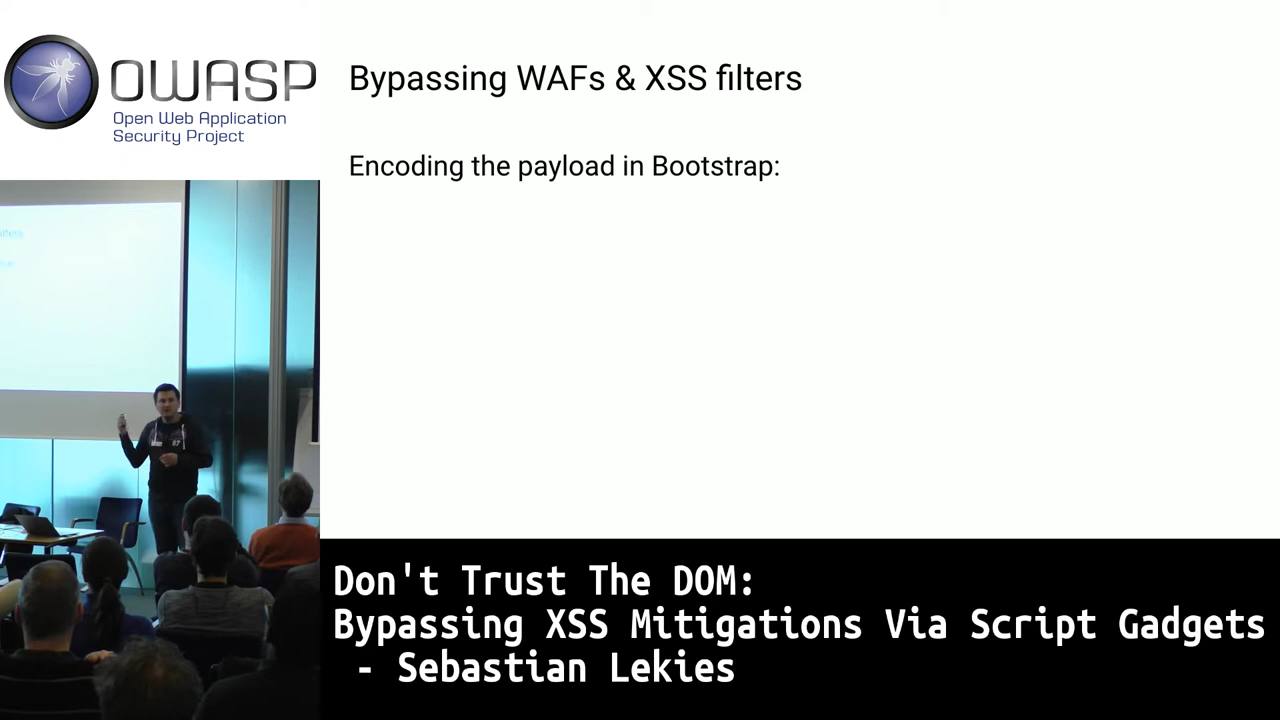 OWASP
Open Web Application
Security Project
Bypassing WAFs & XSS filters
Encoding the payload in Bootstrap:
Don't Trust The DOM:
Bypassing XSS Mitigations Via Script Gadgets
- Sebastian Lekies